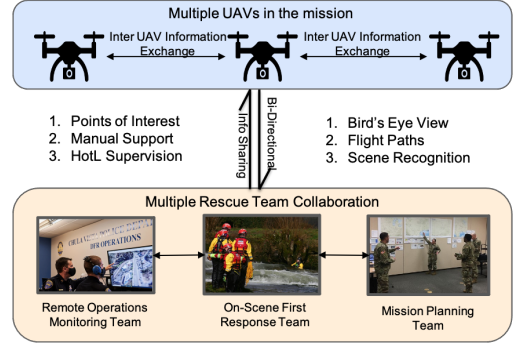 Multiple UAVs in the mission
Inter UAV Information
Exchange
Inter UAV Information
Exchange
1. Points of Interest
2. Manual Support
3. HotL Supervision
Bi-Directional
Info Sharing
1. Bird's Eye View
2. Flight Paths
3. Scene Recognition
Multiple Rescue Team Collaboration
DFR OPERATIONS
Remote Operations
Monitoring Team
On-Scene First
Response Team
Mission Planning
Team